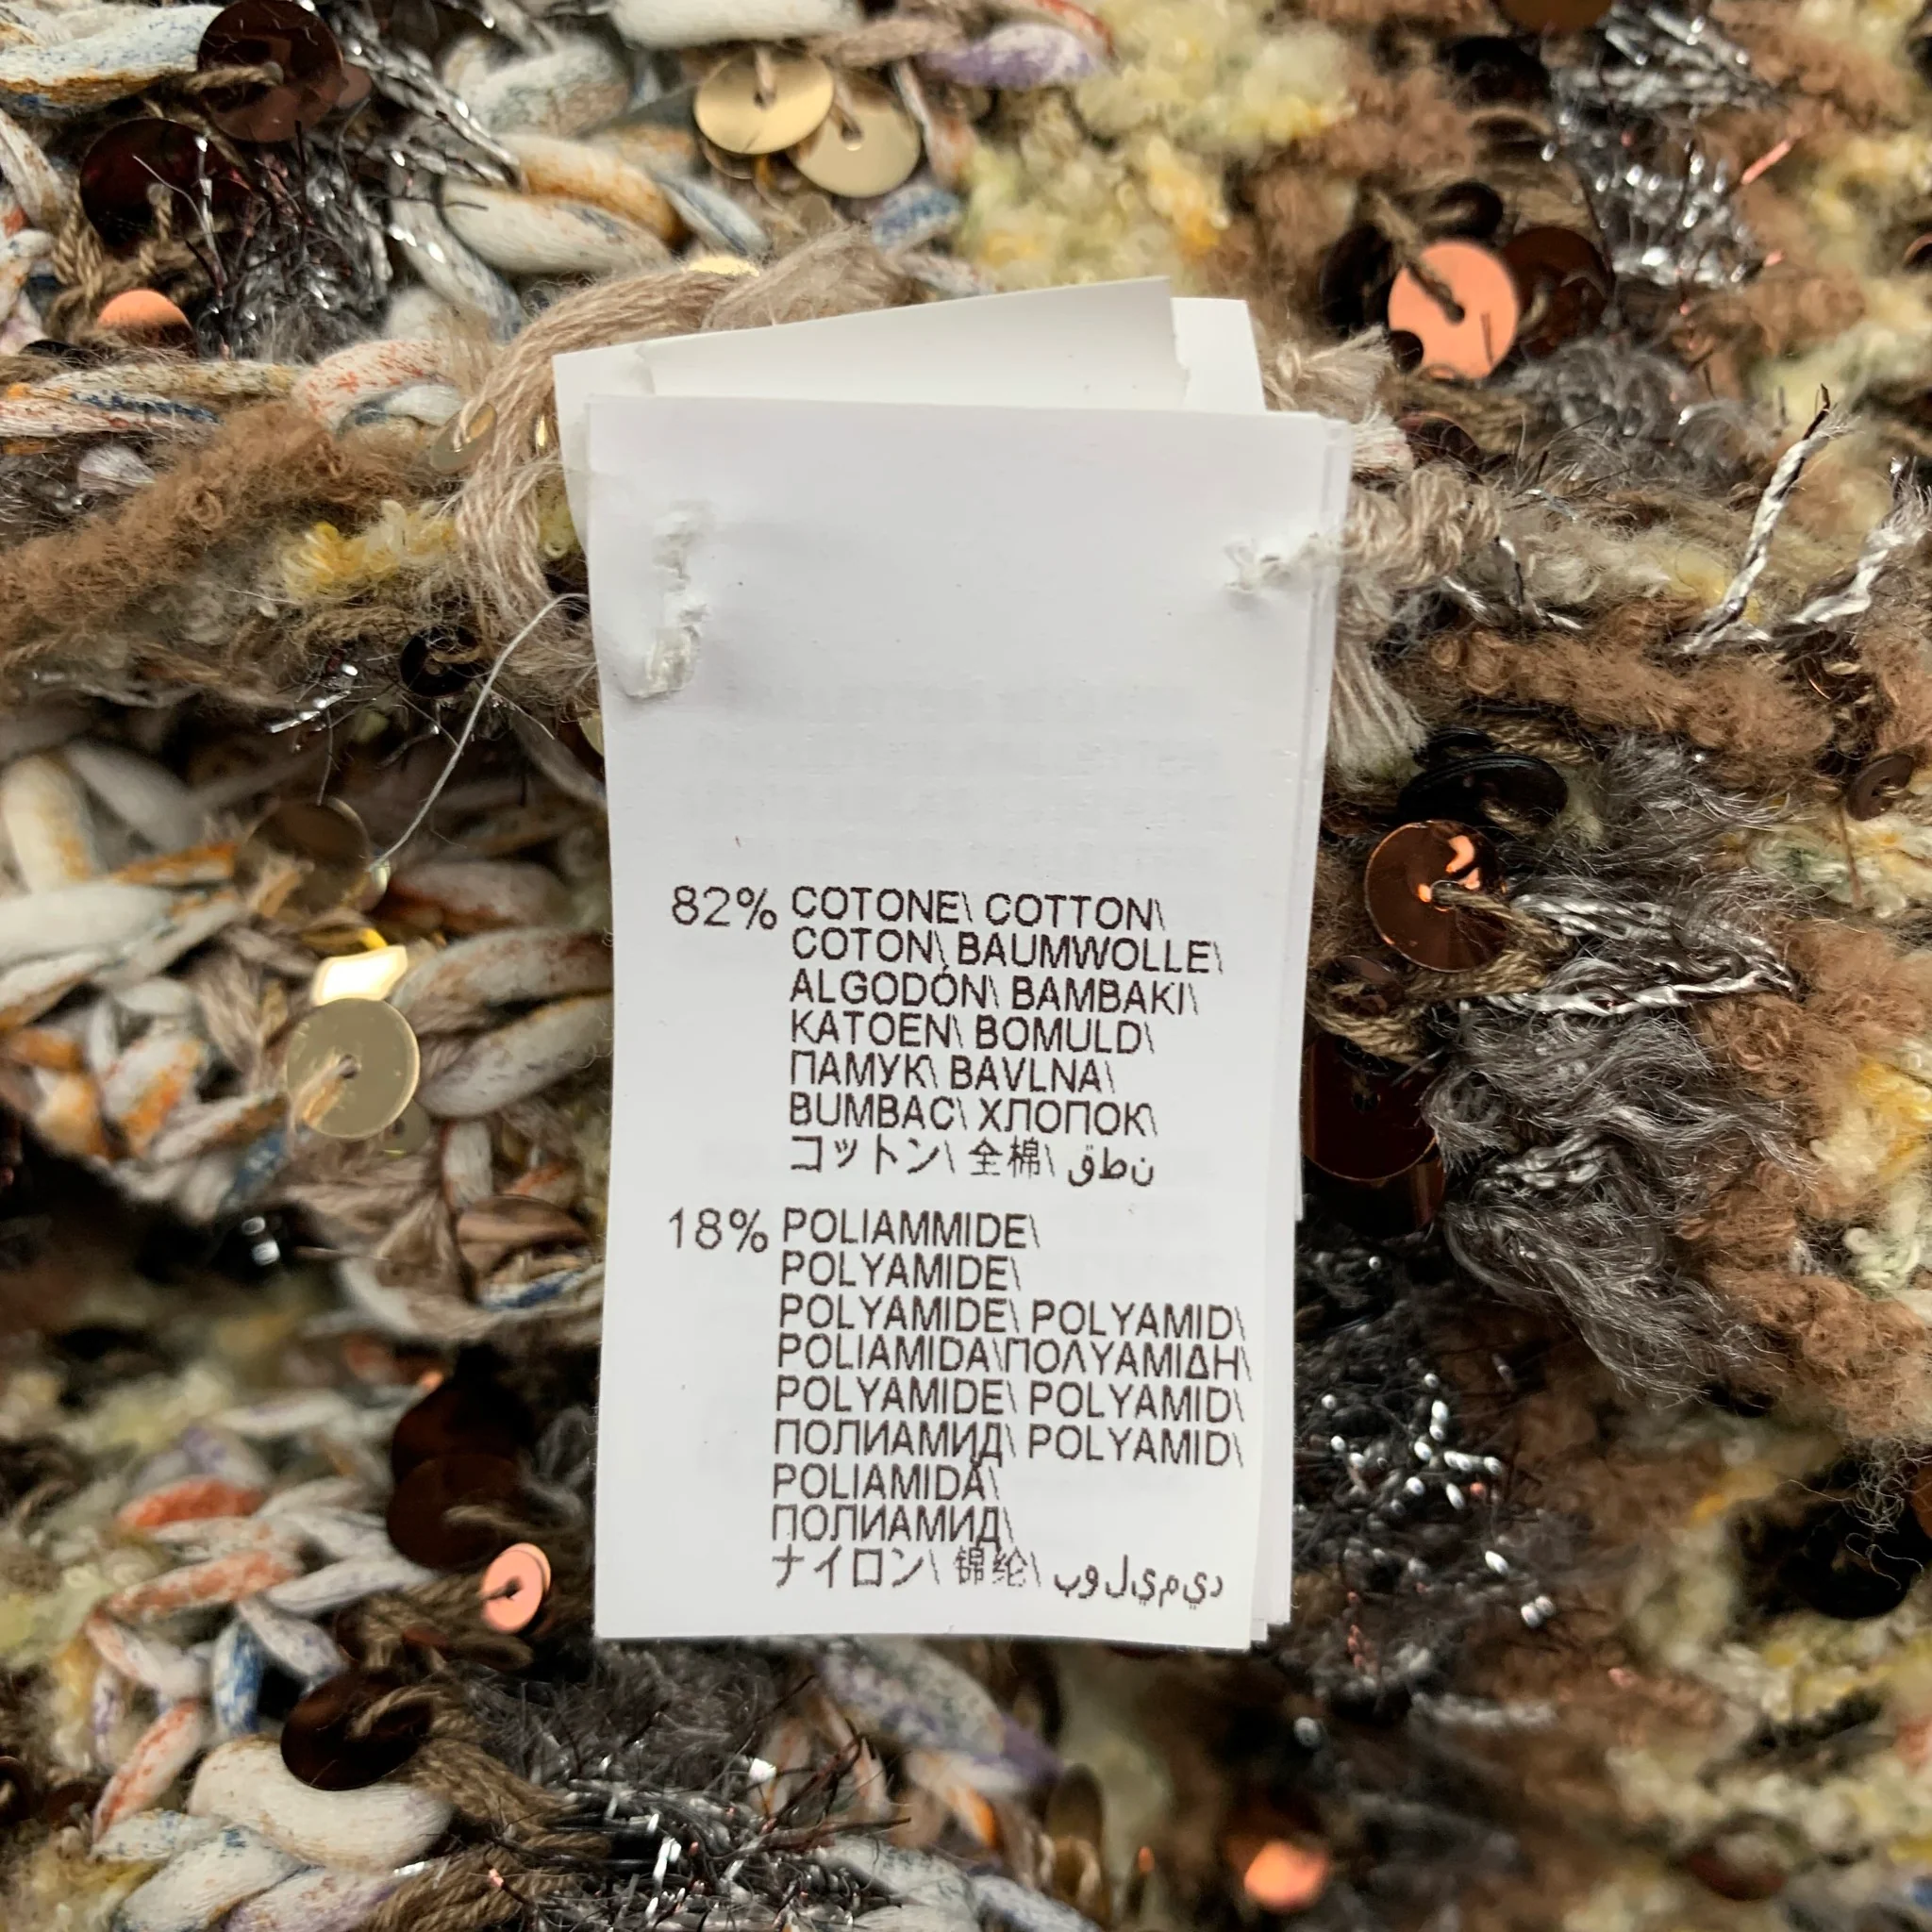 82% COTONE\ COTTON\
COTON\ BAUMWOLLE\
ALGODÓN\ BAMBAKI\
KATOEN\ BOMULD\
ПАМУК\ BAVLNA\
BUMBAC\ ХЛОПОК\
コットン\ 全棉\ ﻕﻁﻥ
18% POLIAMMIDE\
POLYAMIDE\
POLYAMIDE\ POLYAMID\
POLIAMIDA\ΠΟΛΥΑΜΙΔΗ\
POLYAMIDE\ POLYAMID\
ПОЛИАМИД\ POLYAMID\
POLIAMIDĂ\
ПОЛИАМИД\
ナイロン\ 锦纶\ ﺏﻭﻝﻱﻡﻱﺩ